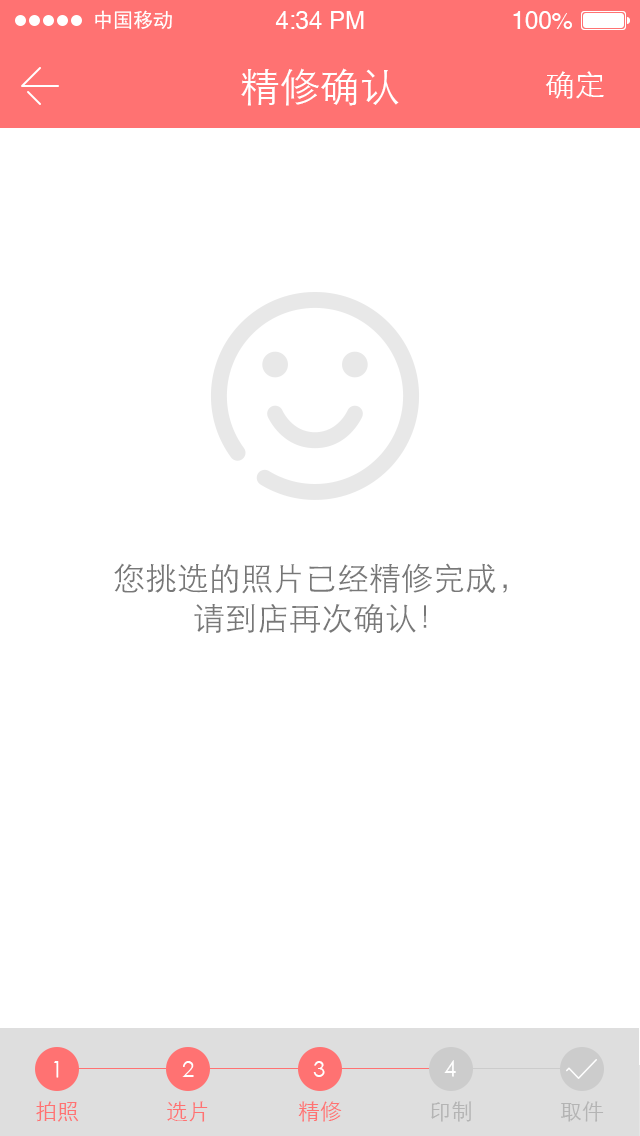 中国移动 4:34 PM 100%
精修确认 确定
您挑选的照片已经精修完成，
请到店再次确认！
1 2 3 4
拍照 选片 精修 印制 取件